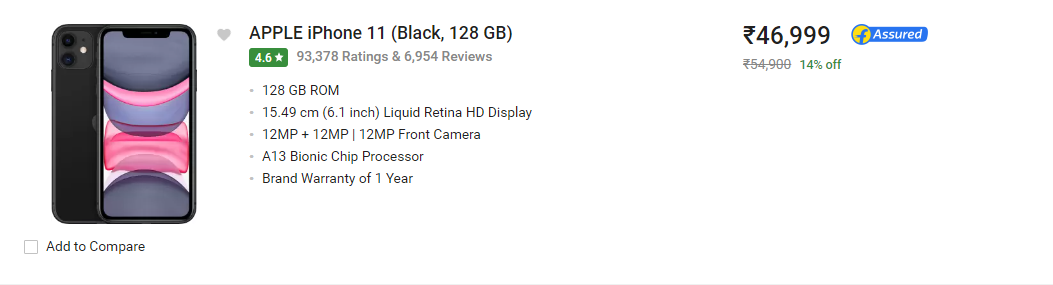 APPLE iPhone 11 (Black, 128 GB)
4.6★ 93,378 Ratings & 6,954 Reviews
• 128 GB ROM
• 15.49 cm (6.1 inch) Liquid Retina HD Display
• 12MP + 12MP | 12MP Front Camera
• A13 Bionic Chip Processor
• Brand Warranty of 1 Year
₹46,999 f Assured
₹54,900 14% off
Add to Compare